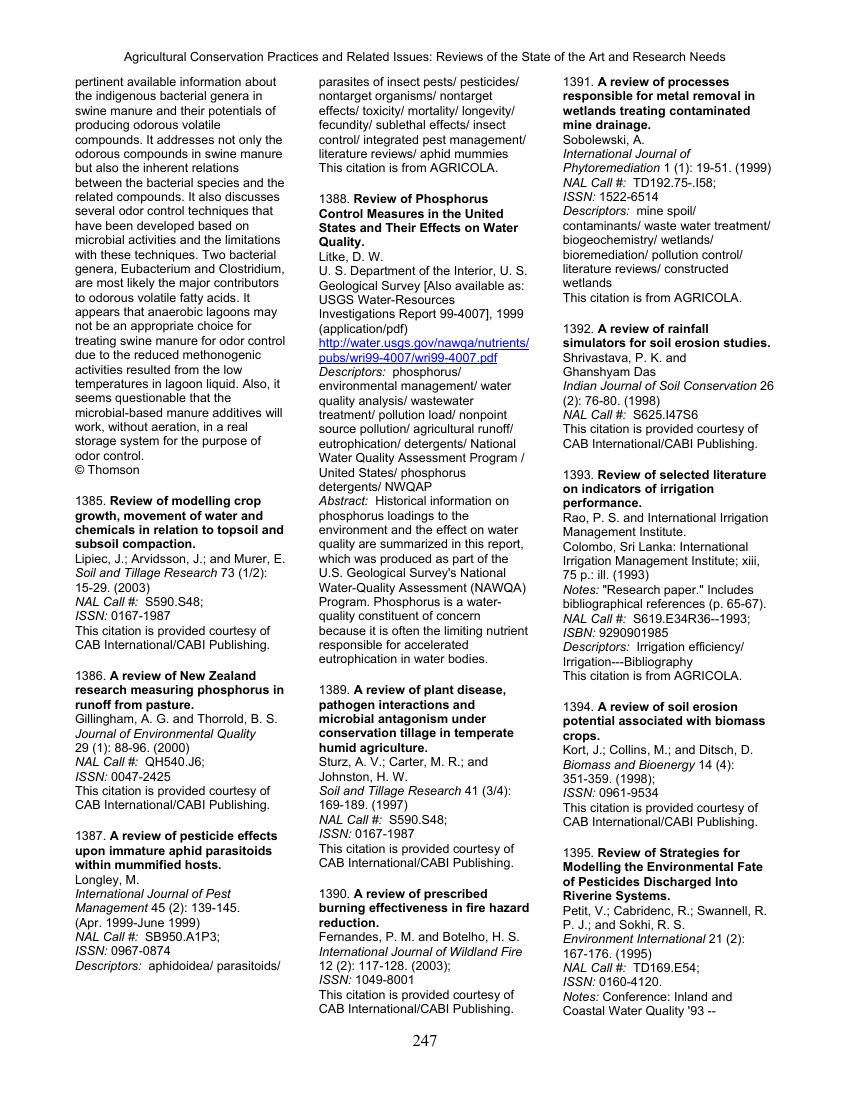 Agricultural Conservation Practices and Related Issues: Reviews of the State of the Art and Research Needs
pertinent available information about
the indigenous bacterial genera in
swine manure and their potentials of
producing odorous volatile
compounds. It addresses not only the
odorous compounds in swine manure
but also the inherent relations
between the bacterial species and the
related compounds. It also discusses
several odor control techniques that
have been developed based on
microbial activities and the limitations
with these techniques. Two bacterial
genera, Eubacterium and Clostridium,
are most likely the major contributors
to odorous volatile fatty acids. It
appears that anaerobic lagoons may
not be an appropriate choice for
treating swine manure for odor control
due to the reduced methonogenic
activities resulted from the low
temperatures in lagoon liquid. Also, it
seems questionable that the
microbial-based manure additives will
work, without aeration, in a real
storage system for the purpose of
odor control.
© Thomson
1385. Review of modelling crop
growth, movement of water and
chemicals in relation to topsoil and
subsoil compaction.
Lipiec, J.; Arvidsson, J.; and Murer, E.
Soil and Tillage Research 73 (1/2):
15-29. (2003)
NAL Call #: S590.S48;
ISSN: 0167-1987
This citation is provided courtesy of
CAB International/CABI Publishing.
1386. A review of New Zealand
research measuring phosphorus in
runoff from pasture.
Gillingham, A. G. and Thorrold, B. S.
Journal of Environmental Quality
29 (1): 88-96. (2000)
NAL Call #: QH540.J6;
ISSN: 0047-2425
This citation is provided courtesy of
CAB International/CABI Publishing.
1387. A review of pesticide effects
upon immature aphid parasitoids
within mummified hosts.
Longley, M.
International Journal of Pest
Management 45 (2): 139-145.
(Apr. 1999-June 1999)
NAL Call #: SB950.A1P3;
ISSN: 0967-0874
Descriptors: aphidoidea/ parasitoids/
parasites of insect pests/ pesticides/
nontarget organisms/ nontarget
effects/ toxicity/ mortality/ longevity/
fecundity/ sublethal effects/ insect
control/ integrated pest management/
literature reviews/ aphid mummies
This citation is from AGRICOLA.
1388. Review of Phosphorus
Control Measures in the United
States and Their Effects on Water
Quality.
Litke, D. W.
U. S. Department of the Interior, U. S.
Geological Survey [Also available as:
USGS Water-Resources
Investigations Report 99-4007], 1999
(application/pdf)
http://water.usgs.gov/nawqa/nutrients/
pubs/wri99-4007/wri99-4007.pdf
Descriptors: phosphorus/
environmental management/ water
quality analysis/ wastewater
treatment/ pollution load/ nonpoint
source pollution/ agricultural runoff/
eutrophication/ detergents/ National
Water Quality Assessment Program /
United States/ phosphorus
detergents/ NWQAP
Abstract: Historical information on
phosphorus loadings to the
environment and the effect on water
quality are summarized in this report,
which was produced as part of the
U.S. Geological Survey's National
Water-Quality Assessment (NAWQA)
Program. Phosphorus is a water-
quality constituent of concern
because it is often the limiting nutrient
responsible for accelerated
eutrophication in water bodies.
1389. A review of plant disease,
pathogen interactions and
microbial antagonism under
conservation tillage in temperate
humid agriculture.
Sturz, A. V.; Carter, M. R.; and
Johnston, H. W.
Soil and Tillage Research 41 (3/4):
169-189. (1997)
NAL Call #: S590.S48;
ISSN: 0167-1987
This citation is provided courtesy of
CAB International/CABI Publishing.
1390. A review of prescribed
burning effectiveness in fire hazard
reduction.
Fernandes, P. M. and Botelho, H. S.
International Journal of Wildland Fire
12 (2): 117-128. (2003);
ISSN: 1049-8001
This citation is provided courtesy of
CAB International/CABI Publishing.
1391. A review of processes
responsible for metal removal in
wetlands treating contaminated
mine drainage.
Sobolewski, A.
International Journal of
Phytoremediation 1 (1): 19-51. (1999)
NAL Call #: TD192.75-.I58;
ISSN: 1522-6514
Descriptors: mine spoil/
contaminants/ waste water treatment/
biogeochemistry/ wetlands/
bioremediation/ pollution control/
literature reviews/ constructed
wetlands
This citation is from AGRICOLA.
1392. A review of rainfall
simulators for soil erosion studies.
Shrivastava, P. K. and
Ghanshyam Das
Indian Journal of Soil Conservation 26
(2): 76-80. (1998)
NAL Call #: S625.I47S6
This citation is provided courtesy of
CAB International/CABI Publishing.
1393. Review of selected literature
on indicators of irrigation
performance.
Rao, P. S. and International Irrigation
Management Institute.
Colombo, Sri Lanka: International
Irrigation Management Institute; xiii,
75 p.: ill. (1993)
Notes: "Research paper." Includes
bibliographical references (p. 65-67).
NAL Call #: S619.E34R36--1993;
ISBN: 9290901985
Descriptors: Irrigation efficiency/
Irrigation---Bibliography
This citation is from AGRICOLA.
1394. A review of soil erosion
potential associated with biomass
crops.
Kort, J.; Collins, M.; and Ditsch, D.
Biomass and Bioenergy 14 (4):
351-359. (1998);
ISSN: 0961-9534
This citation is provided courtesy of
CAB International/CABI Publishing.
1395. Review of Strategies for
Modelling the Environmental Fate
of Pesticides Discharged Into
Riverine Systems.
Petit, V.; Cabridenc, R.; Swannell, R.
P. J.; and Sokhi, R. S.
Environment International 21 (2):
167-176. (1995)
NAL Call #: TD169.E54;
ISSN: 0160-4120.
Notes: Conference: Inland and
Coastal Water Quality '93 --
247